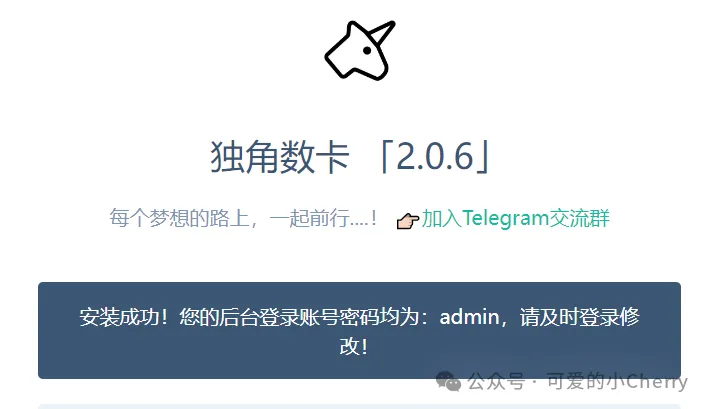 独角数卡 「2.0.6」
每个梦想的路上，一起前行....！ 👉加入Telegram交流群
安装成功！您的后台登录账号密码均为：admin，请及时登录修
改！
公众号 · 可爱的小Cherry